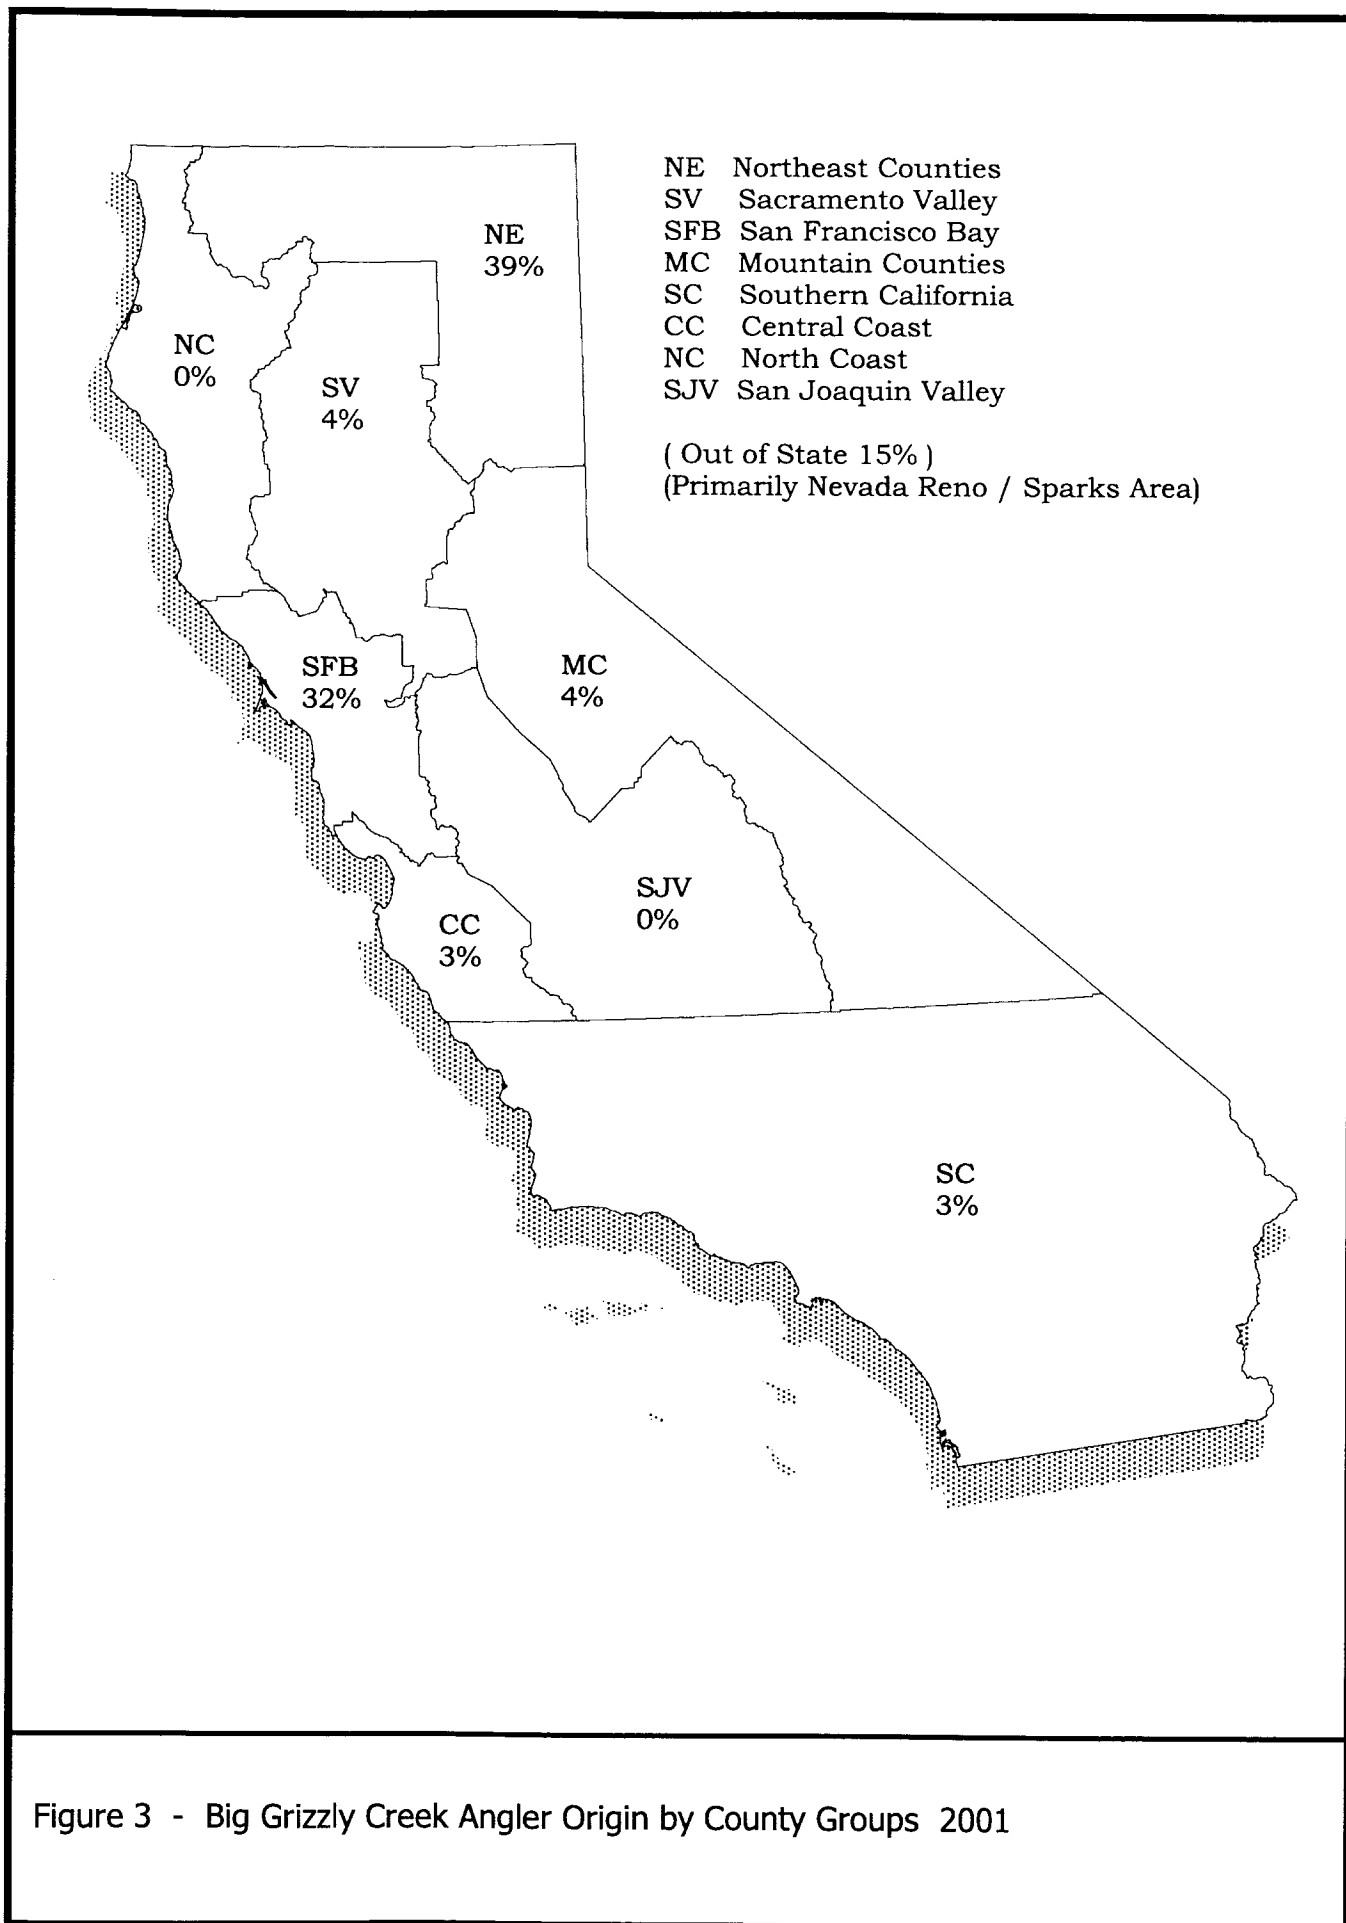 NE Northeast Counties
SV Sacramento Valley
SFB San Francisco Bay
MC Mountain Counties
SC Southern California
CC Central Coast
NC North Coast
SJV San Joaquin Valley
( Out of State 15% )
(Primarily Nevada Reno / Sparks Area)
NE
39%
NC
0%
SV
4%
SFB
32%
MC
4%
SJV
0%
CC
3%
SC
3%
Figure 3 - Big Grizzly Creek Angler Origin by County Groups 2001